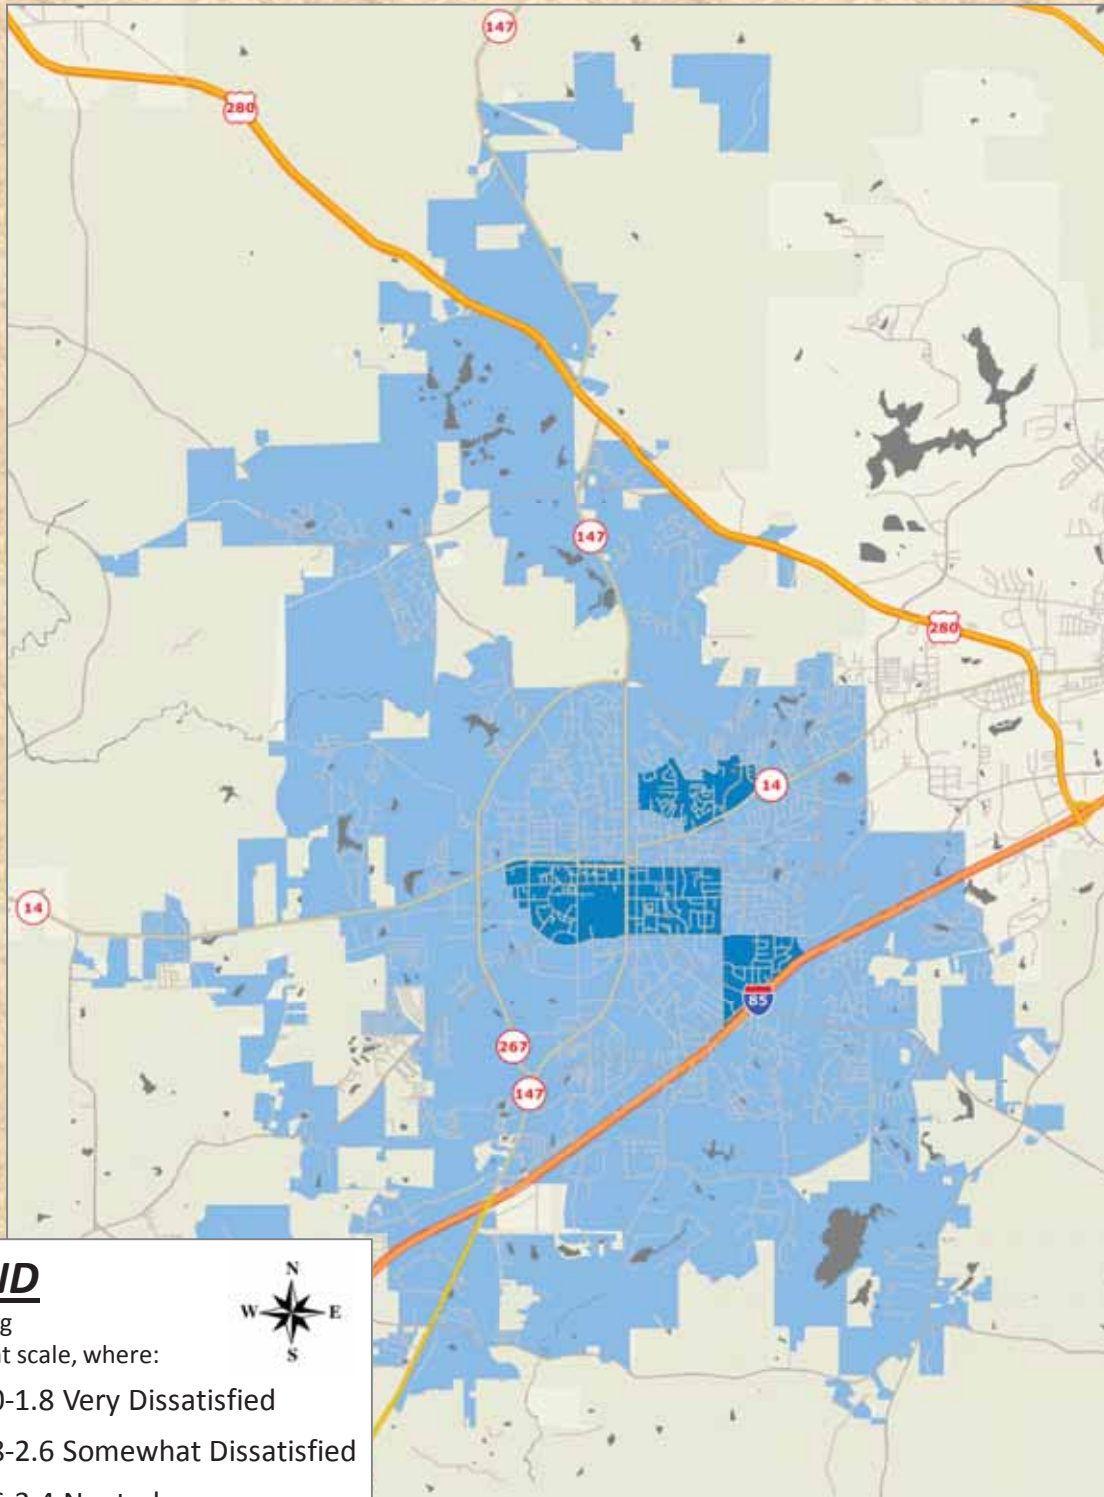 147
280
147
280
14
14
85
267
147
ND
N
W E
S
g
t scale, where:
0-1.8 Very Dissatisfied
8-2.6 Somewhat Dissatisfied